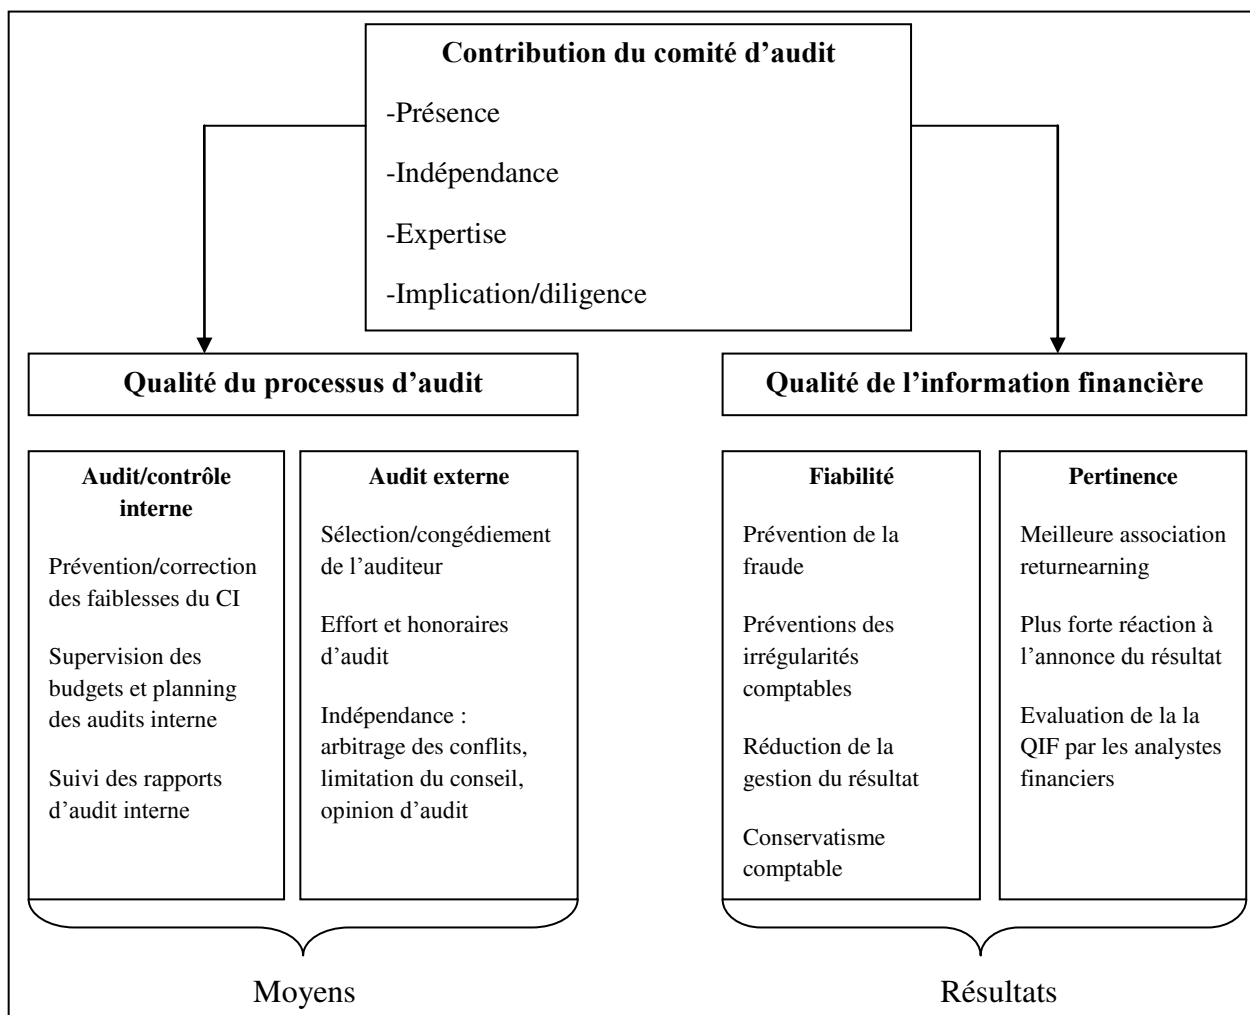 Contribution du comité d'audit
-Présence
-Indépendance
-Expertise
-Implication/diligence
Qualité du processus d'audit
Audit/contrôle
interne
Prévention/correction
des faiblesses du CI
Supervision des
budgets et planning
des audits interne
Suivi des rapports
d'audit interne
Audit externe
Sélection/congédiement
de l'auditeur
Effort et honoraires
d'audit
Indépendance :
arbitrage des conflits,
limitation du conseil,
opinion d'audit
Moyens
Qualité de l'information financière
Fiabilité
Prévention de la
fraude
Préventions des
irrégularités
comptables
Réduction de la
gestion du résultat
Conservatisme
comptable
Pertinence
Meilleure association
returnearning
Plus forte réaction à
l'annonce du résultat
Evaluation de la la
QIF par les analystes
financiers
Résultats